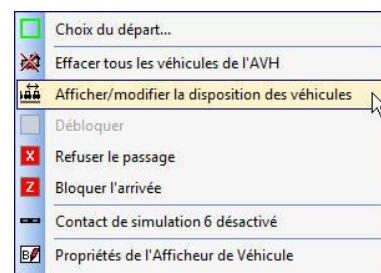 Choix du départ...
Effacer tous les véhicules de l'AVH
Afficher/modifier la disposition des véhicules
Débloquer
X Refuser le passage
Z Bloquer l'arrivée
Contact de simulation 6 désactivé
Propriétés de l'Afficheur de Véhicule